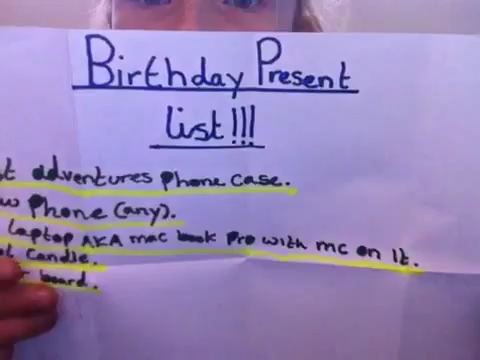 Birthday Present
list!!!
adventures phone case.
phone (any).
laptop AKA mac book pro with mc on it.
candle.
board.